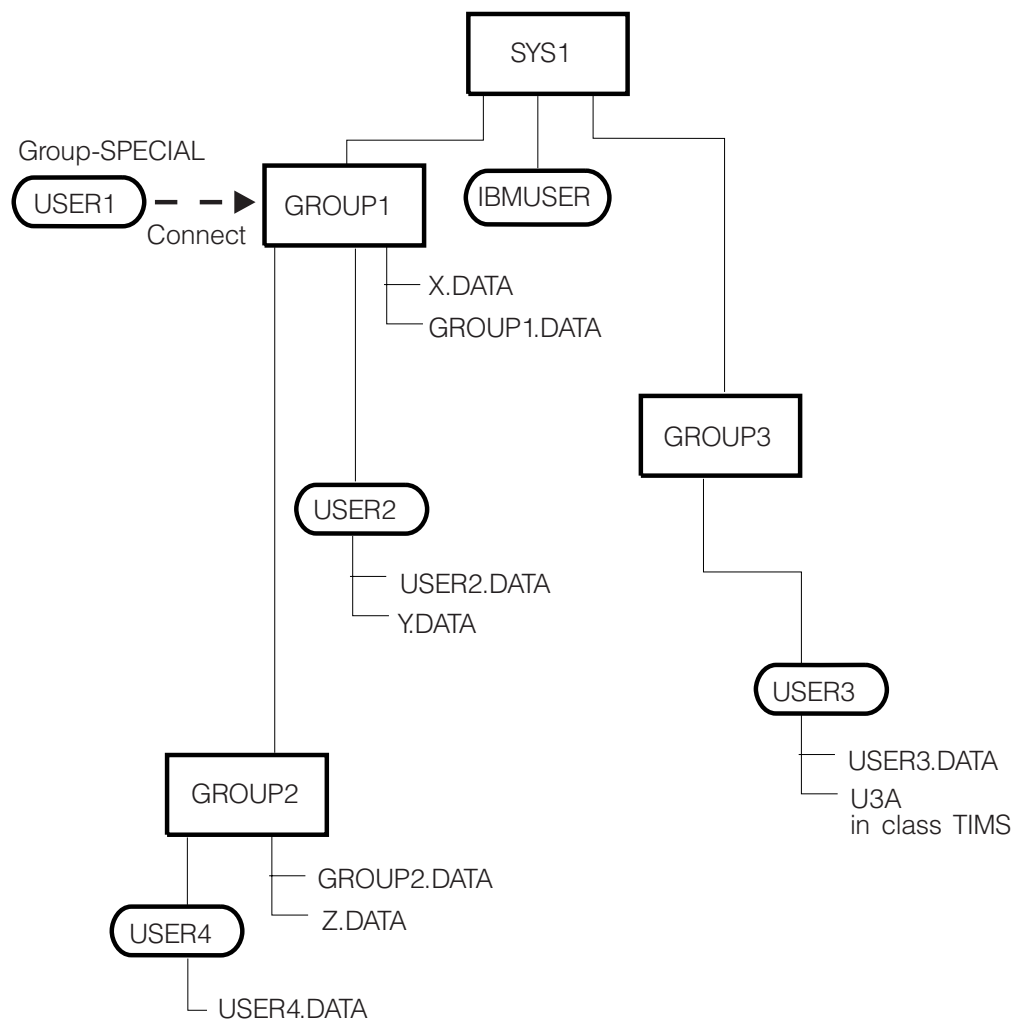 SYS1
Group-SPECIAL
USER1
Connect
GROUP1
IBMUSER
X.DATA
GROUP1.DATA
GROUP3
USER2
USER2.DATA
Y.DATA
USER3
USER3.DATA
U3A
in class TIMS
GROUP2
GROUP2.DATA
Z.DATA
USER4
USER4.DATA